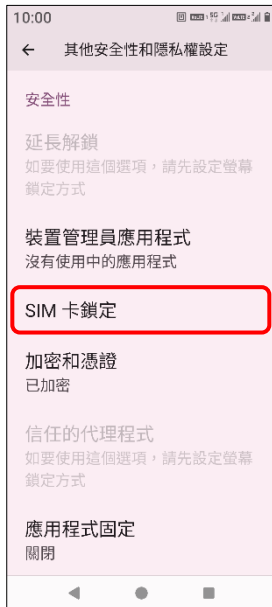 10:00
其他安全性和隱私權設定
安全性
延長解鎖
如要使用這個選項，請先設定螢幕
鎖定方式
裝置管理員應用程式
沒有使用中的應用程式
SIM 卡鎖定
加密和憑證
已加密
信任的代理程式
如要使用這個選項，請先設定螢幕
鎖定方式
應用程式固定
關閉